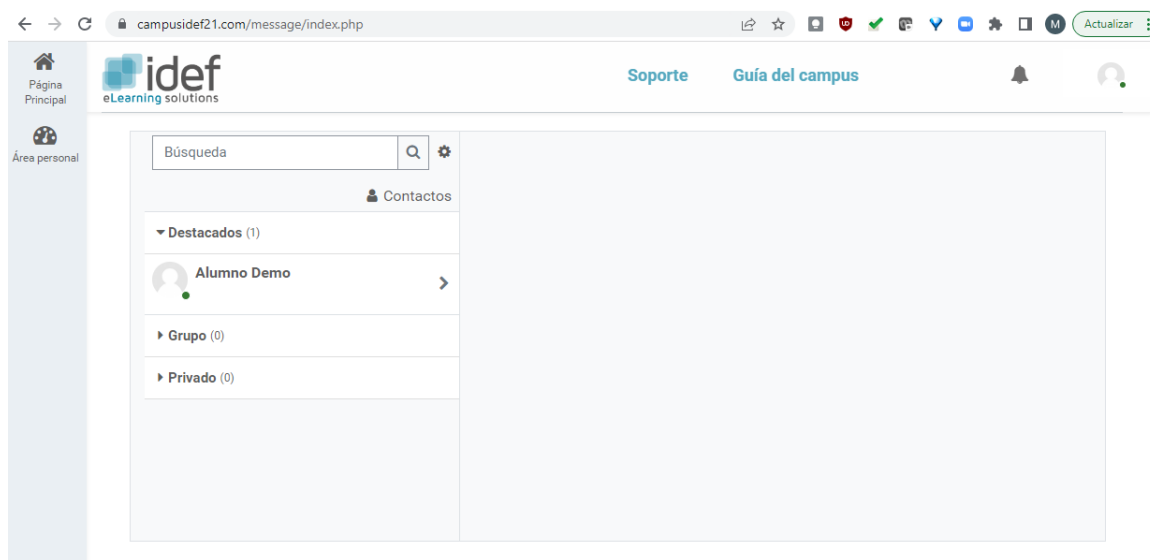 campusidef21.com/message/index.php
M
Actualizar
Página
Principal
idef
eLearning solutions
Soporte
Guía del campus
Área personal
Búsqueda
Contactos
Destacados (1)
Alumno Demo
Grupo (0)
Privado (0)